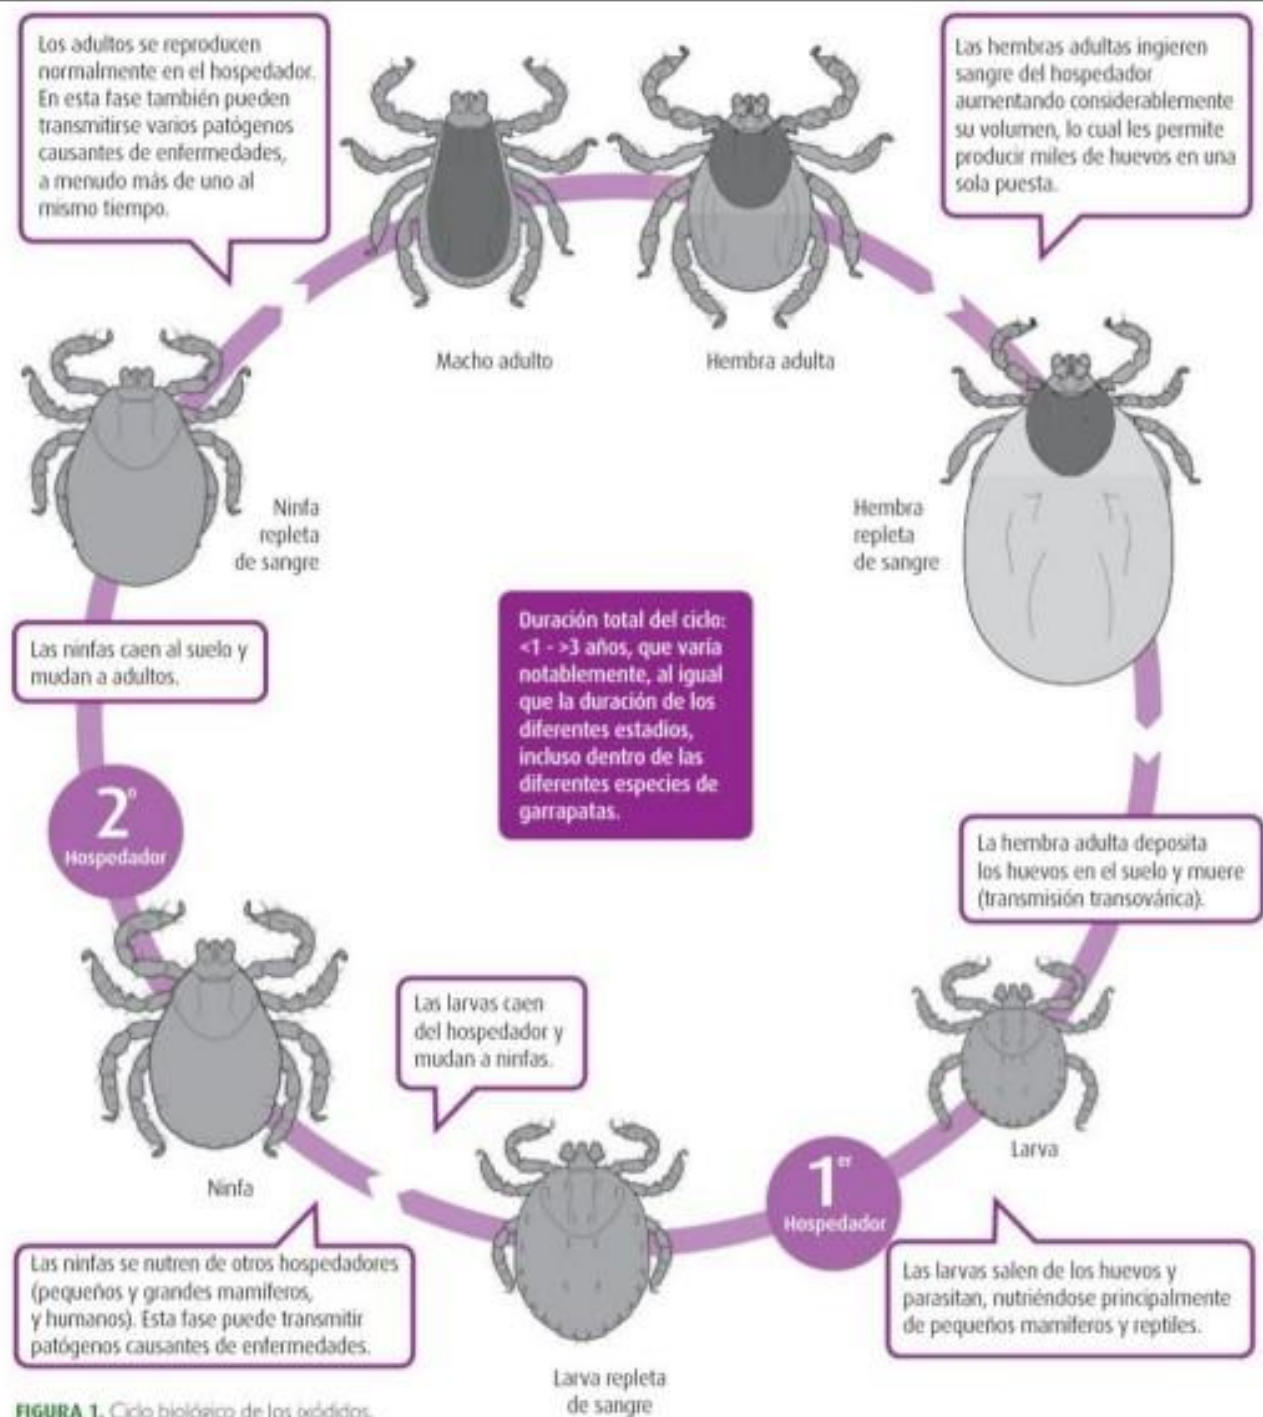 Los adultos se reproducen
normalmente en el hospedador.
En esta fase también pueden
transmitirse varios patógenos
causantes de enfermedades,
a menudo más de uno al
mismo tiempo.
Las hembras adultas ingieren
sangre del hospedador
aumentando considerablemente
su volumen, lo cual les permite
producir miles de huevos en una
sola puesta.
Macho adulto
Hembra adulta
Ninfa
repleta
de sangre
Hembra
repleta
de sangre
Las ninfas caen al suelo y
mudan a adultos.
Duración total del ciclo:
<1 - >3 años, que varía
notablemente, al igual
que la duración de los
diferentes estadios,
incluso dentro de las
diferentes especies de
garrapatas.
2º
Hospedador
La hembra adulta deposita
los huevos en el suelo y muere
(transmisión transovárica).
Las larvas caen
del hospedador y
mudan a ninfas.
Larva
Ninfa
1er
Hospedador
Las ninfas se nutren de otros hospedadores
(pequeños y grandes mamíferos,
y humanos). Esta fase puede transmitir
patógenos causantes de enfermedades.
Las larvas salen de los huevos y
parasitan, nutriéndose principalmente
de pequeños mamíferos y reptiles.
Larva repleta
de sangre
FIGURA 1. Ciclo biológico de los ixódidos.